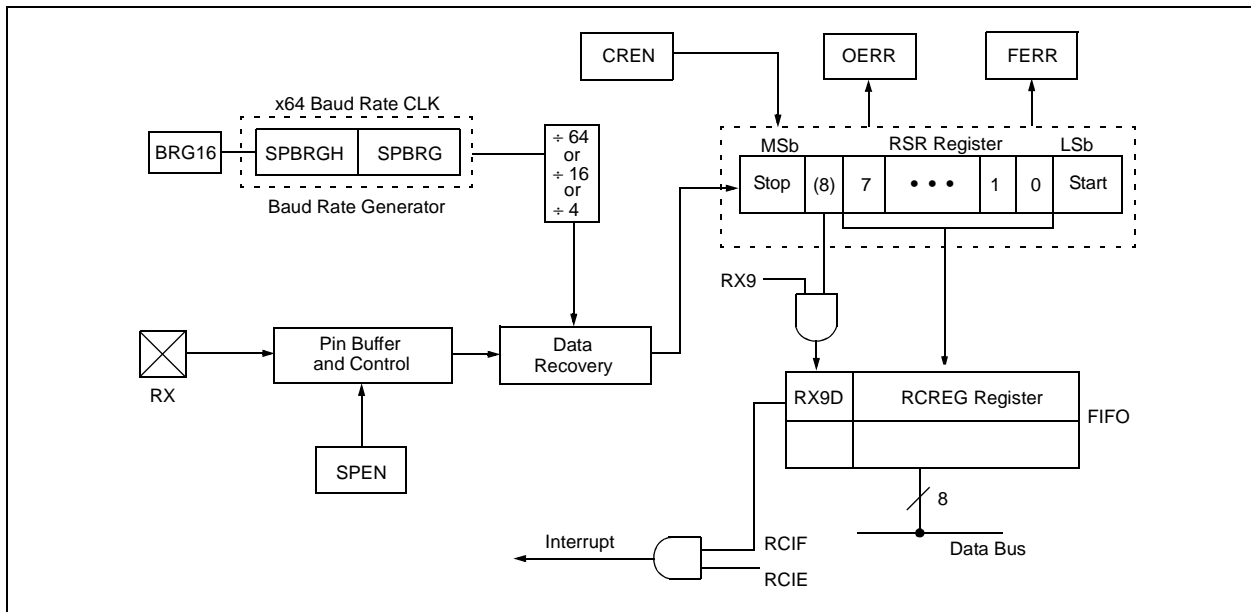 CREN
OERR
FERR
x64 Baud Rate CLK
BRG16
SPBRGH
SPBRG
Baud Rate Generator
÷ 64
or
÷ 16
or
÷ 4
MSb
RSR Register
LSb
Stop
(8)
7
• • •
1
0
Start
RX9
RX
Pin Buffer
and Control
Data
Recovery
SPEN
RX9D
RCREG Register
FIFO
8
Data Bus
Interrupt
RCIF
RCIE